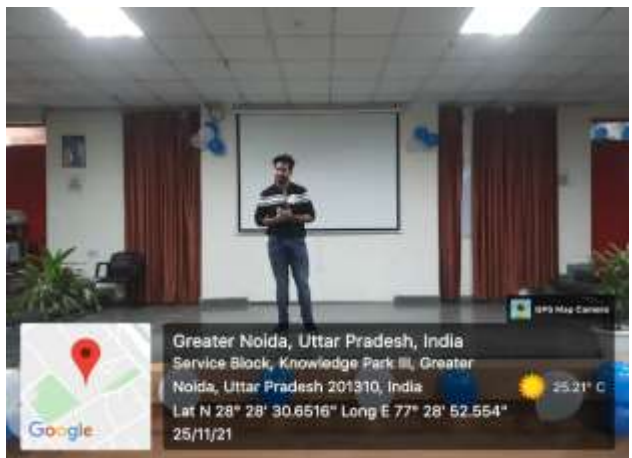 GPS Map Camera
Greater Noida, Uttar Pradesh, India
Service Block, Knowledge Park III, Greater
Noida, Uttar Pradesh 201310, India
Lat N 28° 28' 30.6516" Long E 77° 28' 52.554"
25/11/21
25.21° C
Google